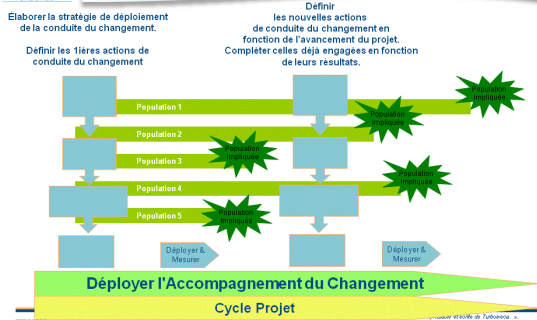 Élaborer la stratégie de déploiement
de la conduite du changement.
Définir les 1ières actions de
conduite du changement
Définir
les nouvelles actions
de conduite du changement en
fonction de l'avancement du projet.
Compléter celles déjà engagées en fonction
de leurs résultats.
Population 1
Population
Impliquée
Population 2
Population
Impliquée
Population 3
Population
Impliquée
Population 4
Population
Impliquée
Population 5
Population
Impliquée
Déployer &
Mesurer
Déployer &
Mesurer
Déployer l'Accompagnement du Changement
Cycle Projet
écrite de Turbomeca